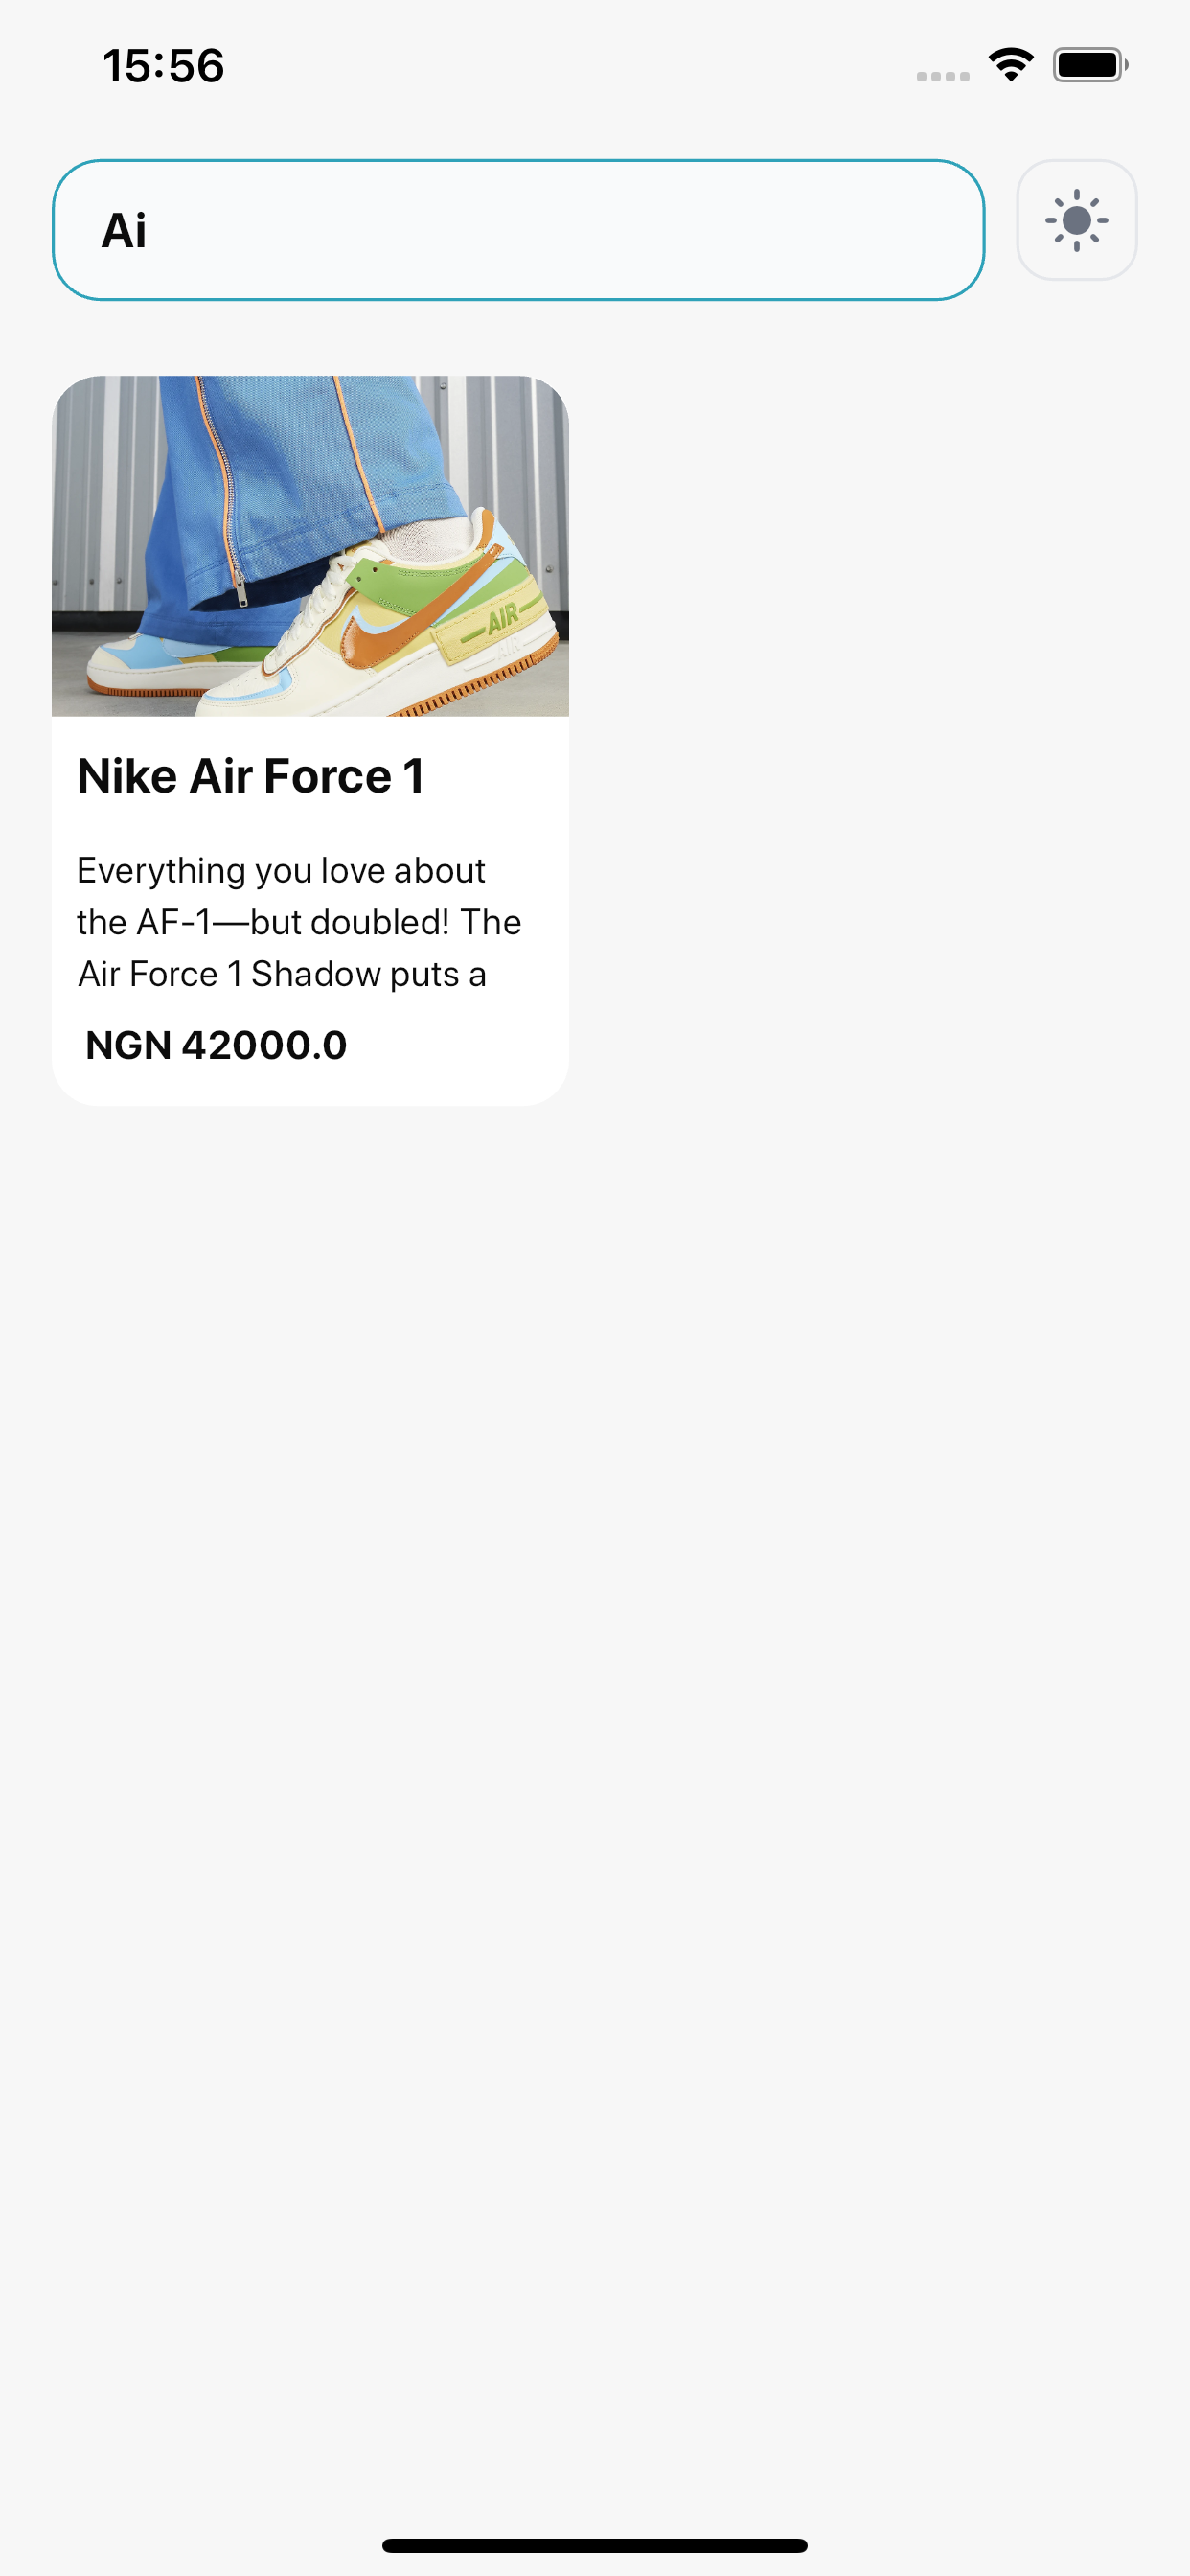 15:56
Ai
AIR
AIR
Nike Air Force 1
Everything you love about
the AF-1—but doubled! The
Air Force 1 Shadow puts a
NGN 42000.0